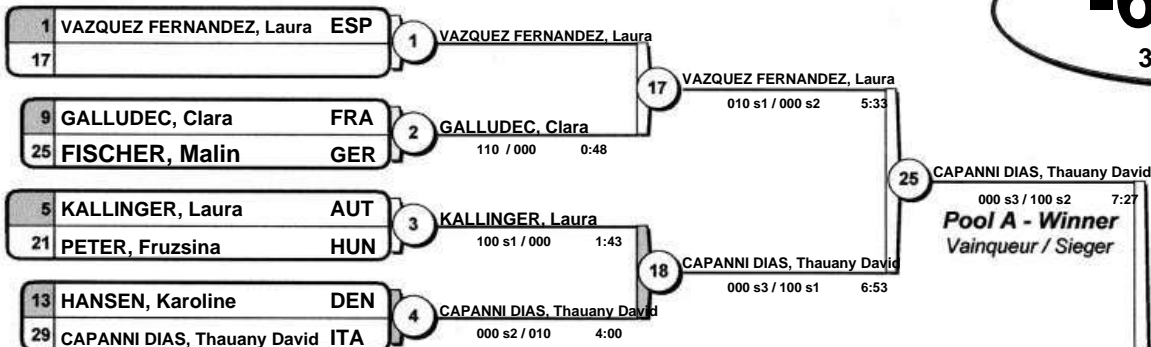 -6
3
1 VAZQUEZ FERNANDEZ, Laura ESP
17
1
VAZQUEZ FERNANDEZ, Laura
9 GALLUDEC, Clara FRA
25 FISCHER, Malin GER
2
GALLUDEC, Clara
110 / 000 0:48
17
VAZQUEZ FERNANDEZ, Laura
010 s1 / 000 s2 5:33
5 KALLINGER, Laura AUT
21 PETER, Fruzsina HUN
3
KALLINGER, Laura
100 s1 / 000 1:43
13 HANSEN, Karoline DEN
29 CAPANNI DIAS, Thauany David ITA
4
CAPANNI DIAS, Thauany David
000 s2 / 010 4:00
18
CAPANNI DIAS, Thauany David
000 s3 / 100 s1 6:53
25
CAPANNI DIAS, Thauany David
000 s3 / 100 s2 7:27
Pool A - Winner
Vainqueur / Sieger